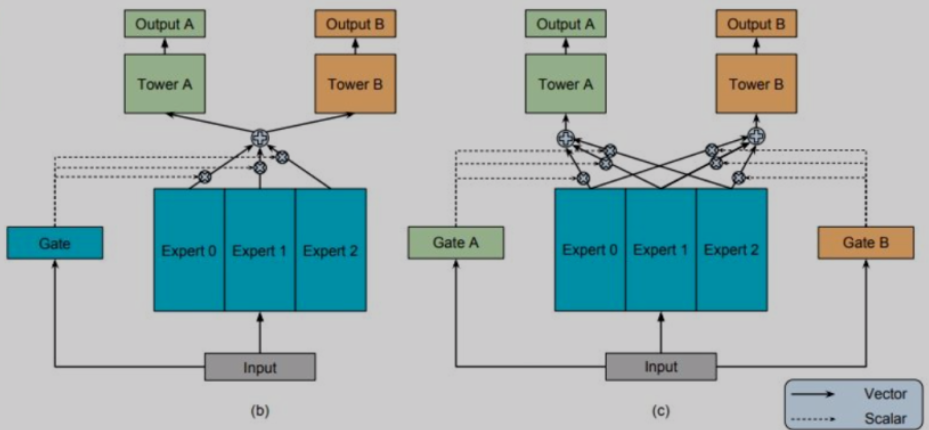 Output A
Output B
Tower A
Tower B
Gate
Expert 0
Expert 1
Expert 2
Input
(b)
Output A
Output B
Tower A
Tower B
Gate A
Expert 0
Expert 1
Expert 2
Gate B
Input
(c)
Vector
Scalar